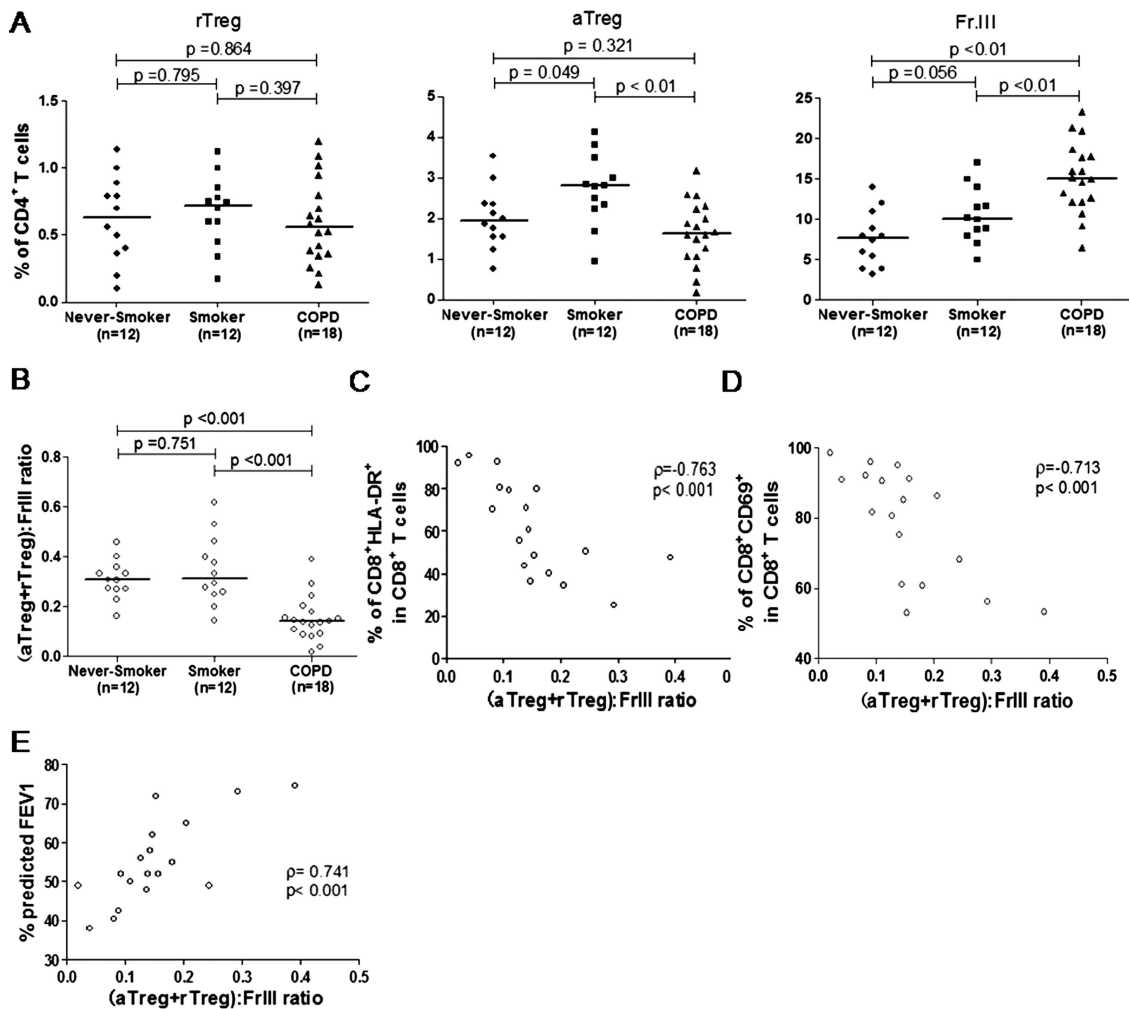 A
rTreg
aTreg
Fr.III
p =0.864
p =0.795
p =0.397
p = 0.321
p = 0.049
p < 0.01
p <0.01
p =0.056
p <0.01
% of CD4+ T cells
1.5
1.0
0.5
0.0
Never-Smoker
(n=12)
Smoker
(n=12)
COPD
(n=18)
5
4
3
2
1
0
Never-Smoker
(n=12)
Smoker
(n=12)
COPD
(n=18)
25
20
15
10
5
0
Never-Smoker
(n=12)
Smoker
(n=12)
COPD
(n=18)
B
p <0.001
p =0.751
p <0.001
(aTreg+rTreg):FrIII ratio
0.8
0.6
0.4
0.2
0.0
Never-Smoker
(n=12)
Smoker
(n=12)
COPD
(n=18)
C
% of CD8+HLA-DR+
in CD8+ T cells
100
80
60
40
20
0
ρ=-0.763
p< 0.001
0.0 0.1 0.2 0.3 0.4 0
(aTreg+rTreg):FrIII ratio
D
% of CD8+CD69+
in CD8+ T cells
100
80
60
40
ρ=-0.713
p< 0.001
0.0 0.1 0.2 0.3 0.4 0.5
(aTreg+rTreg):FrIII ratio
E
% predicted FEV1
80
70
60
50
40
30
ρ= 0.741
p< 0.001
0.0 0.1 0.2 0.3 0.4 0.5
(aTreg+rTreg):FrIII ratio